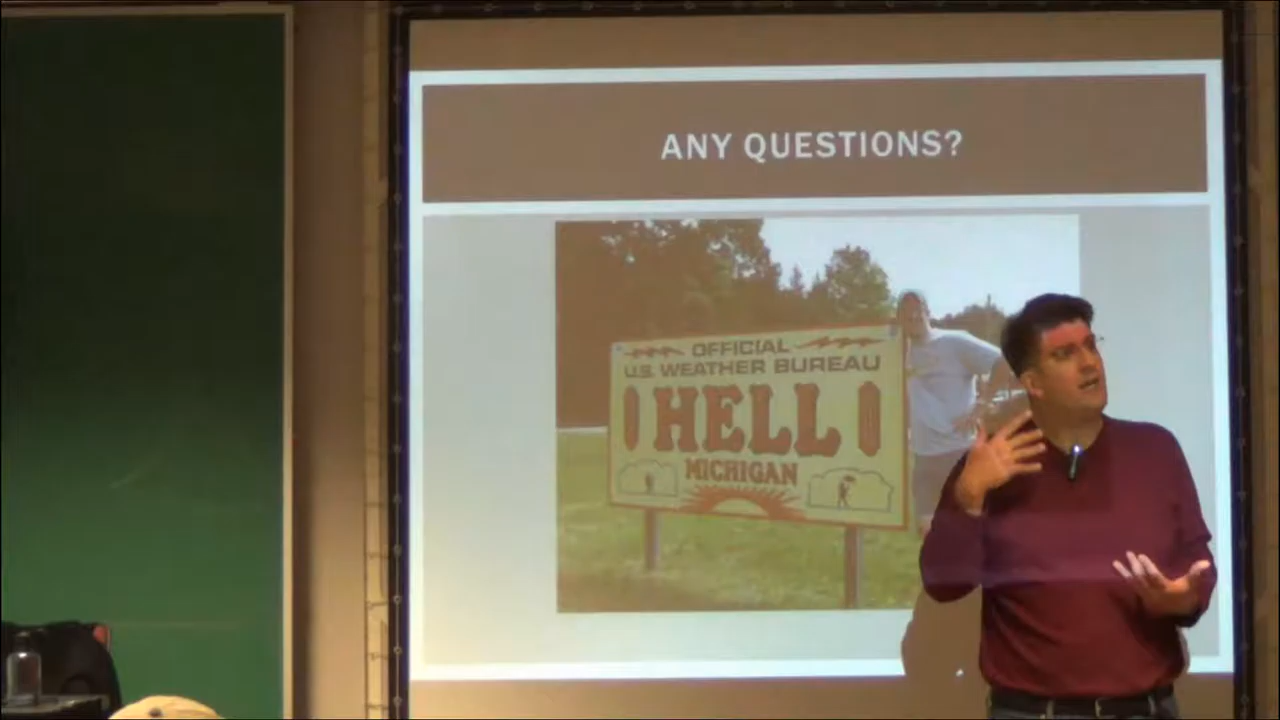 ANY QUESTIONS?
OFFICIAL
U.S. WEATHER BUREAU
HELL
MICHIGAN